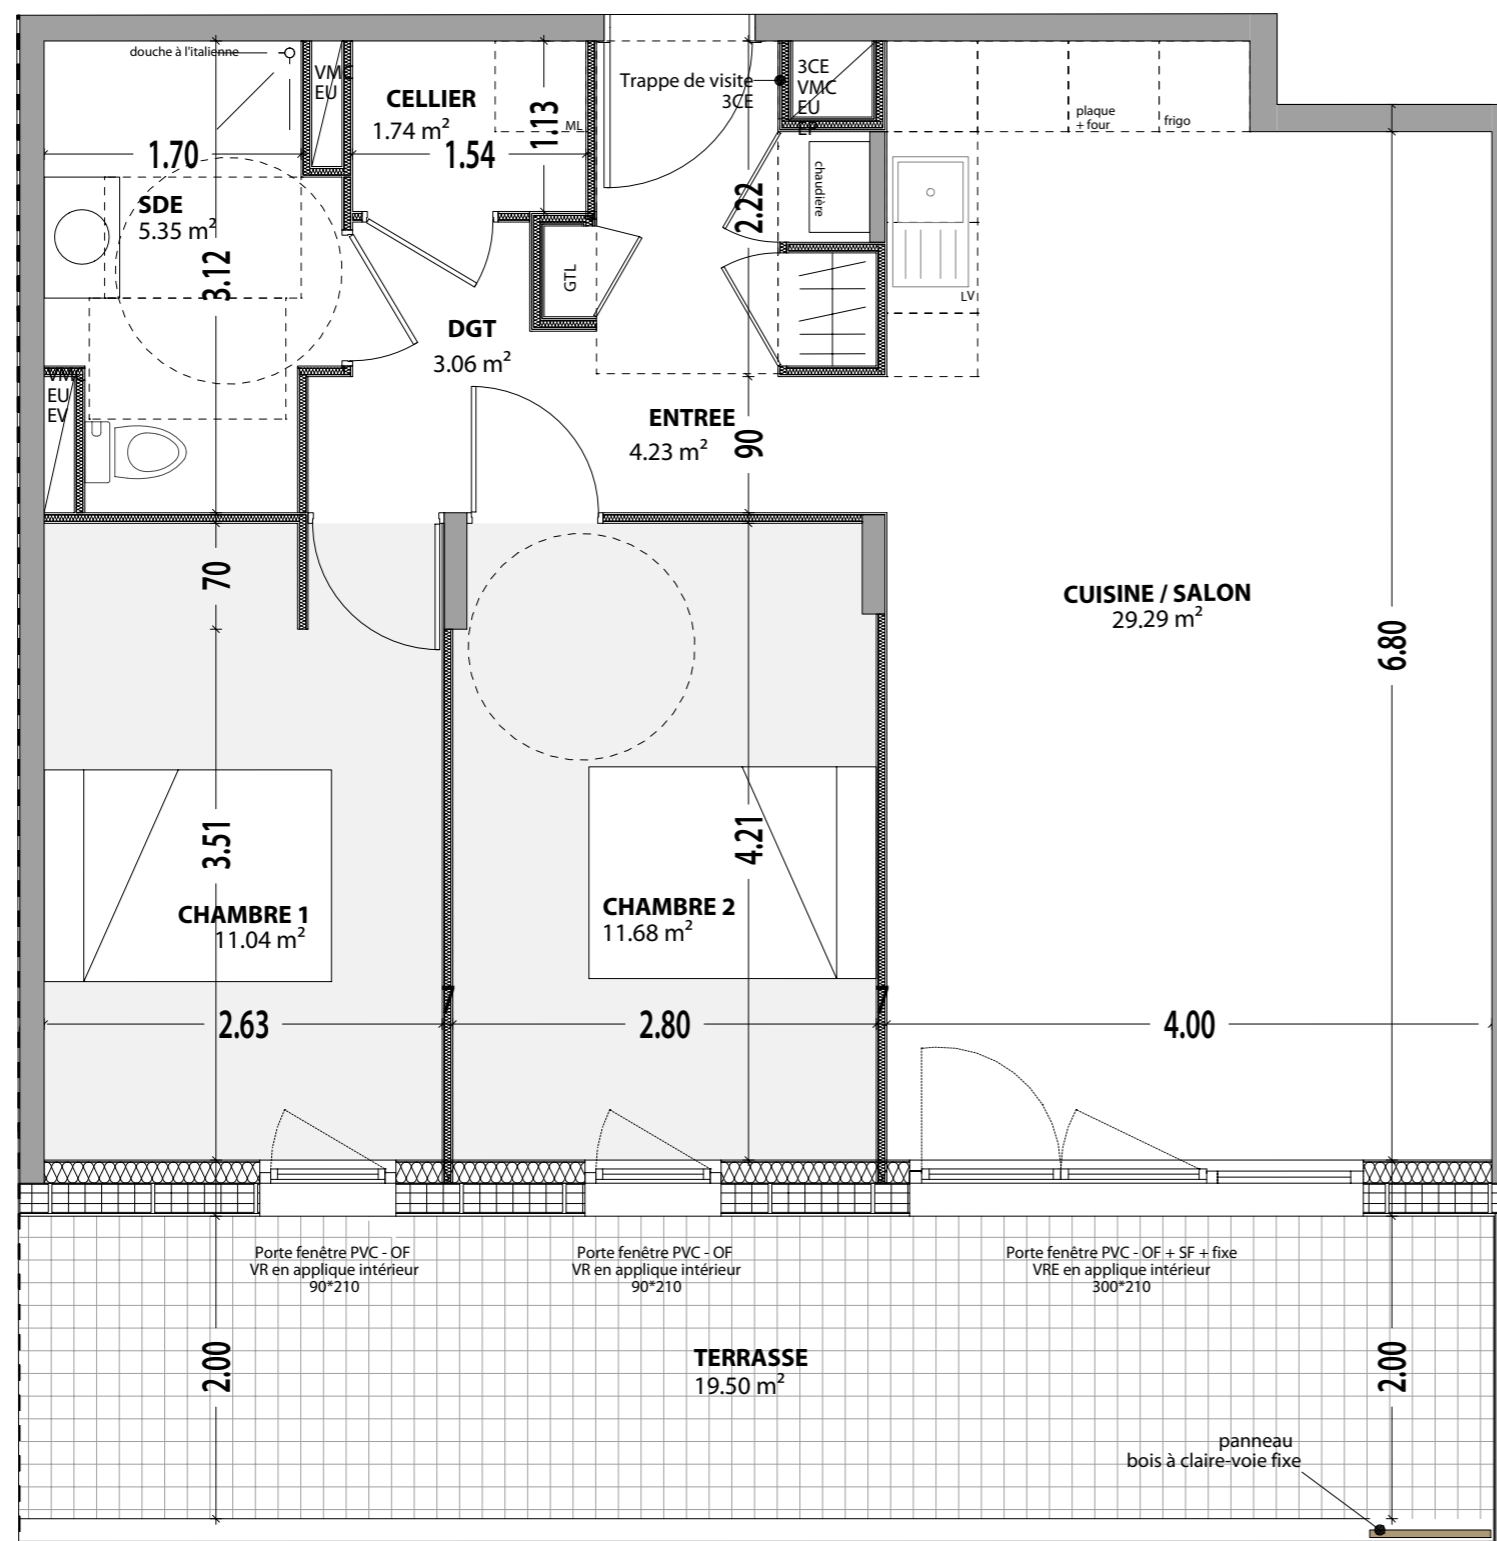 douche à l'italienne
VMC
EU
CELLIER
1.74 m²
ML
1.13
1.54
1.70
Trappe de visite
3CE
3CE
VMC
EU
EP
plaque
+ four
frigo
chaudière
2.22
SDE
5.35 m²
3.12
GTL
LV
DGT
3.06 m²
VMC
EU
EV
ENTREE
4.23 m²
90
70
CUISINE / SALON
29.29 m²
6.80
3.51
4.21
CHAMBRE 1
11.04 m²
CHAMBRE 2
11.68 m²
7
7
2.63
2.80
4.00
Porte fenêtre PVC - OF
VR en applique intérieur
90*210
Porte fenêtre PVC - OF
VR en applique intérieur
90*210
Porte fenêtre PVC - OF + SF + fixe
VRE en applique intérieur
300*210
2.00
TERRASSE
19.50 m²
2.00
panneau
bois à claire-voie fixe